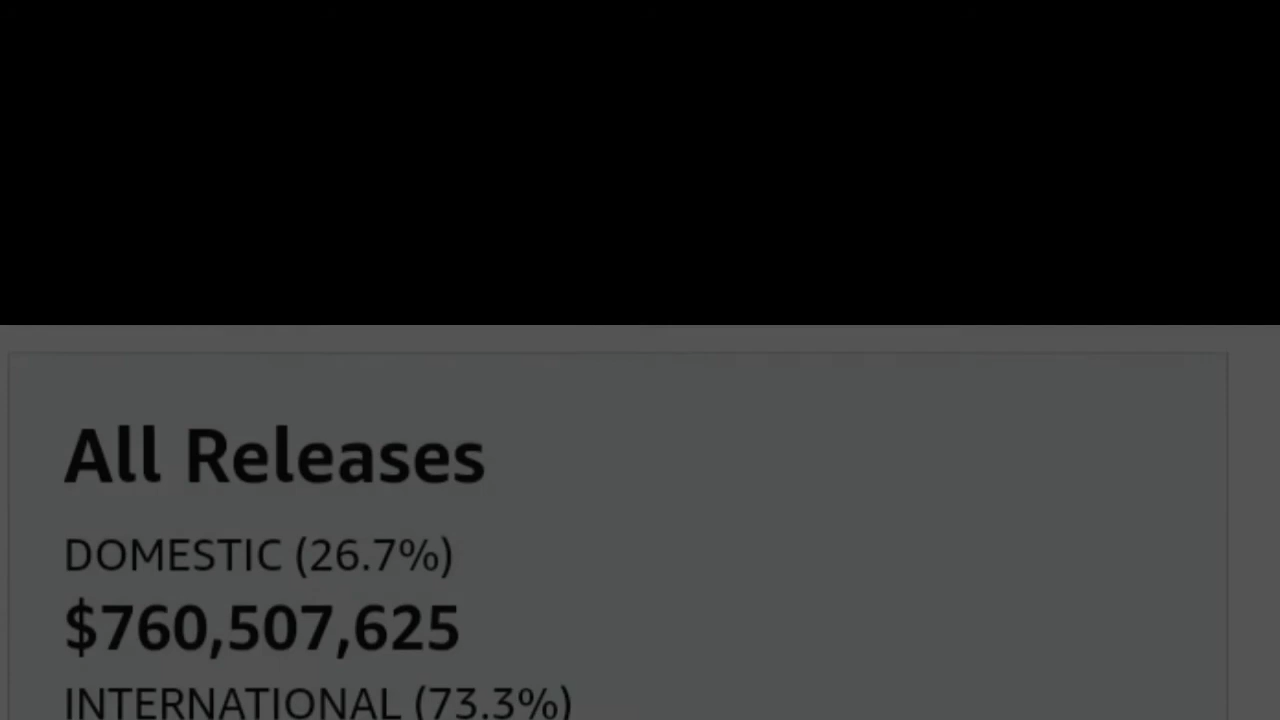 All Releases
DOMESTIC (26.7%)
$760,507,625
INTERNATIONAL (73.3%)